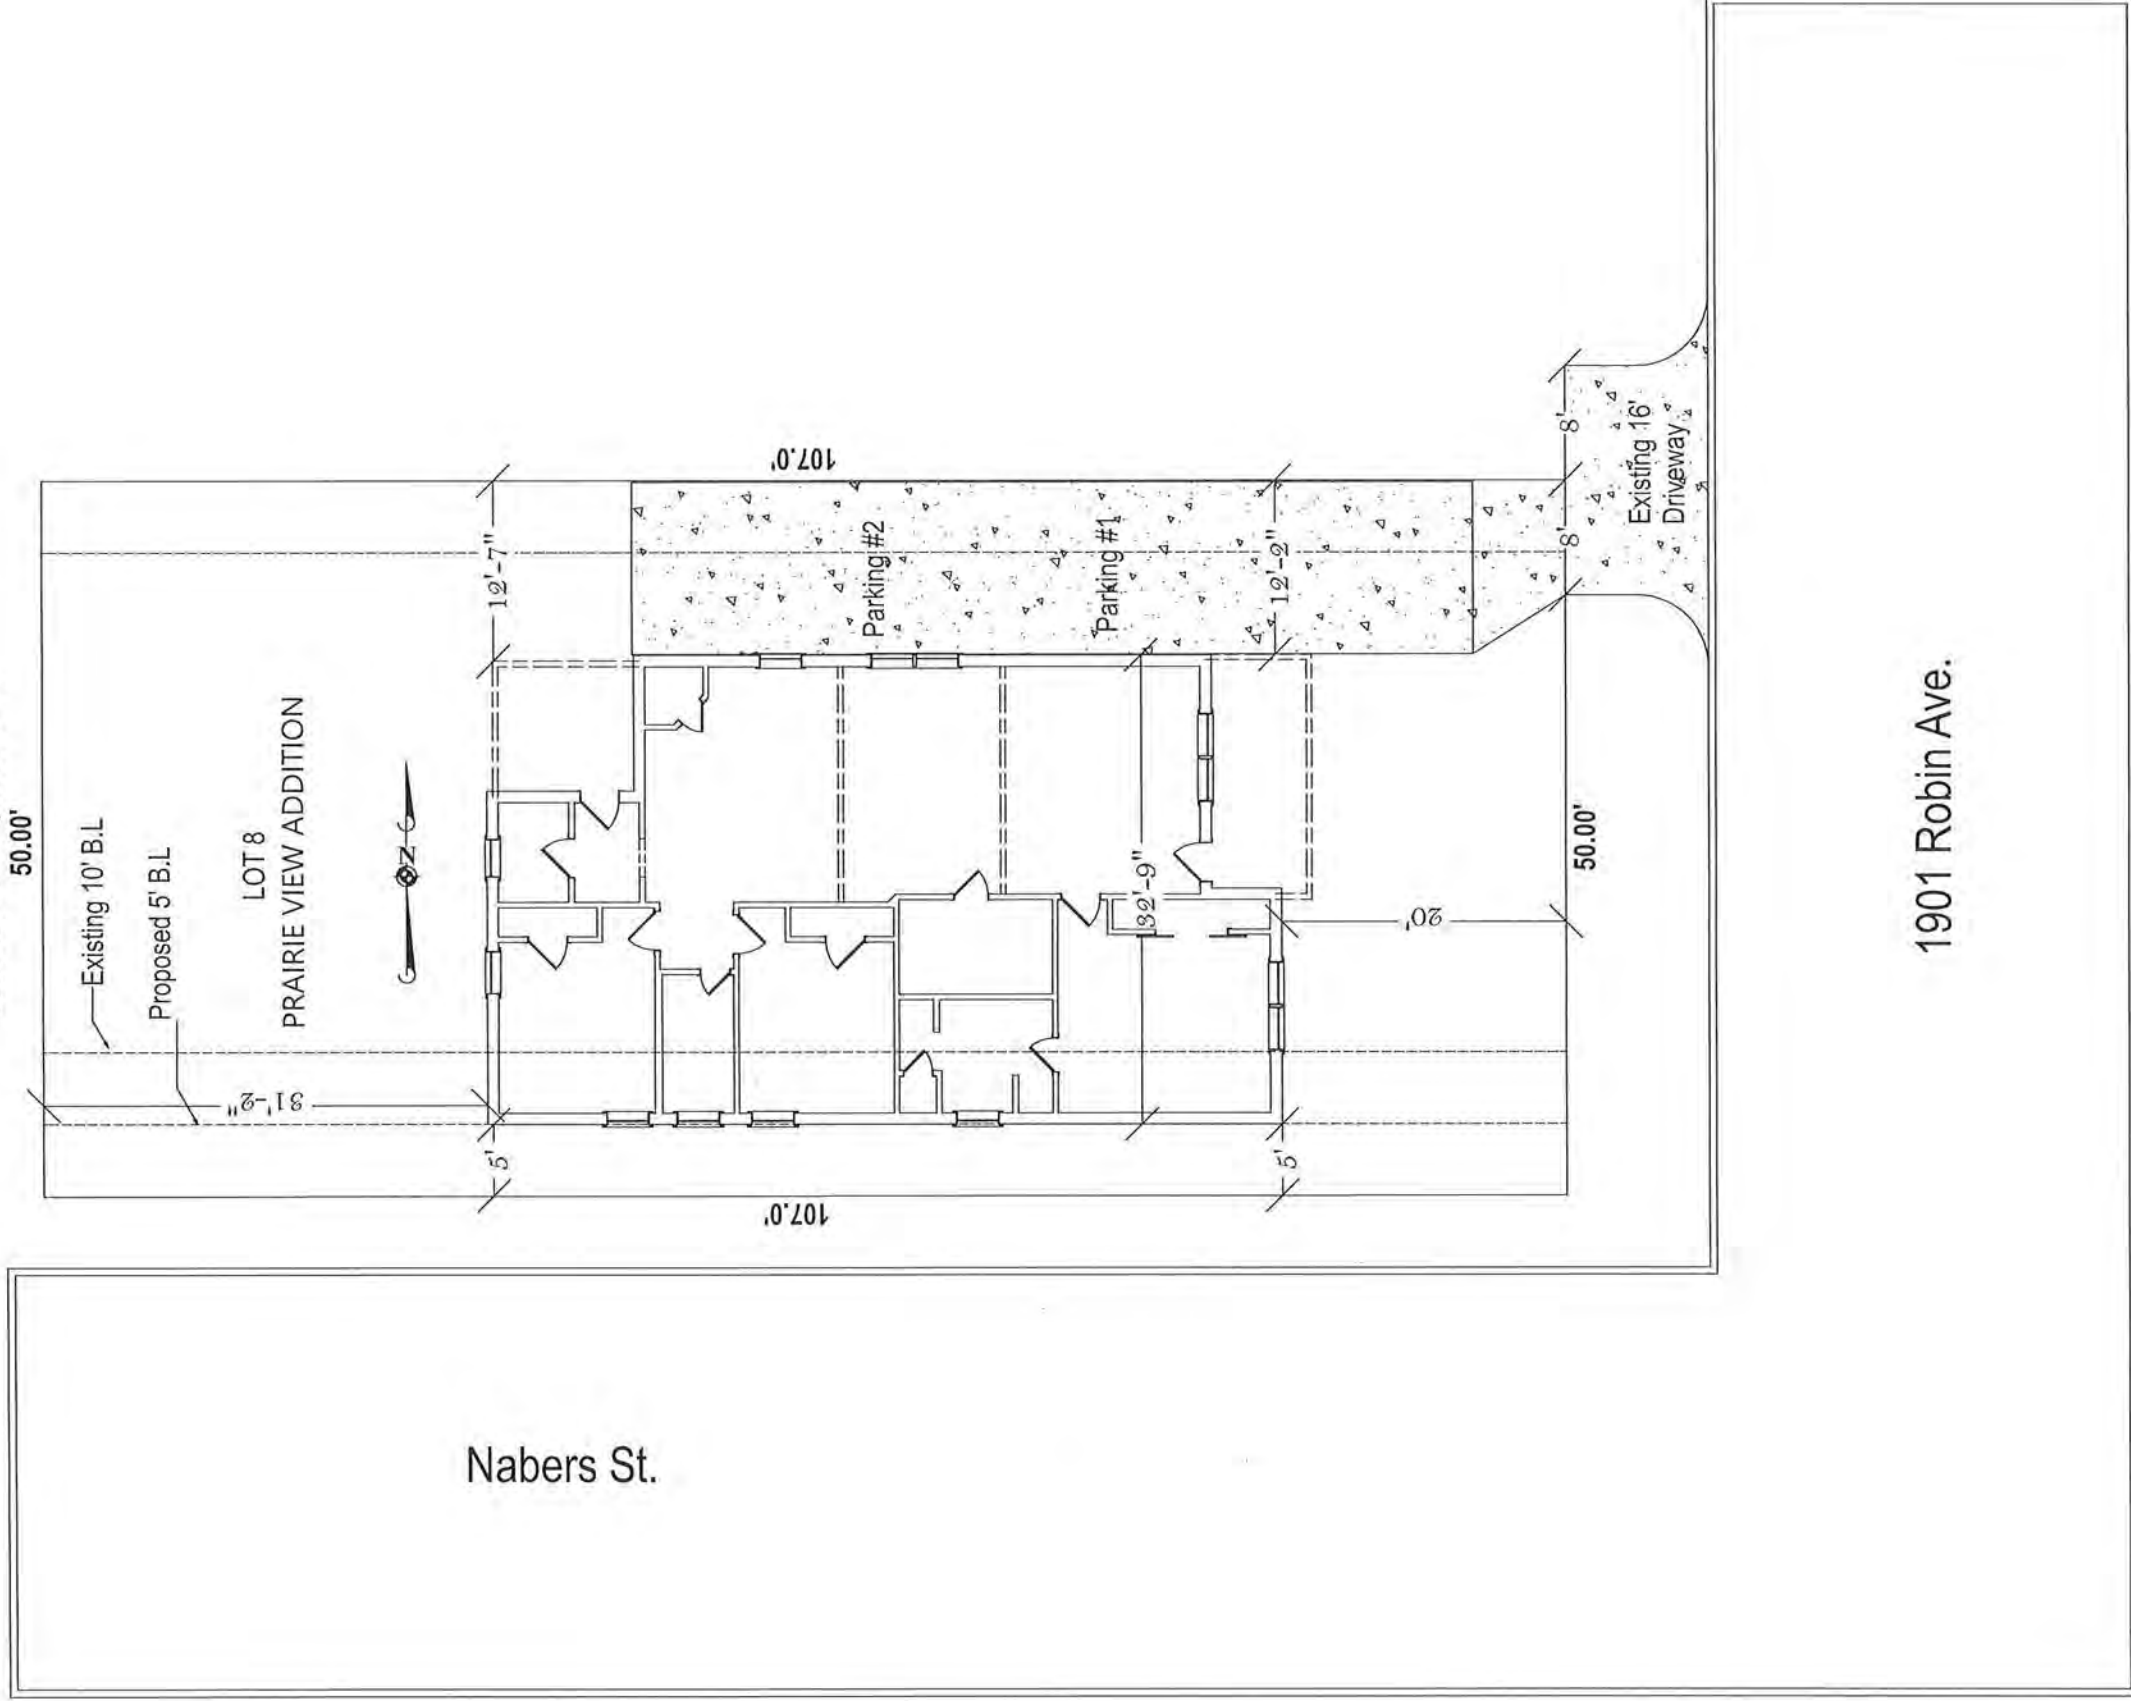 50.00'
Existing 10' B.L
Proposed 5' B.L
LOT 8
PRAIRIE VIEW ADDITION
N
31'-2"
12'-7"
107.0'
Parking #2
Parking #1
12'-2"
32'-9"
5'
5'
107.0'
20'
50.00'
8'
8'
Existing 16'
Driveway
Nabers St.
1901 Robin Ave.